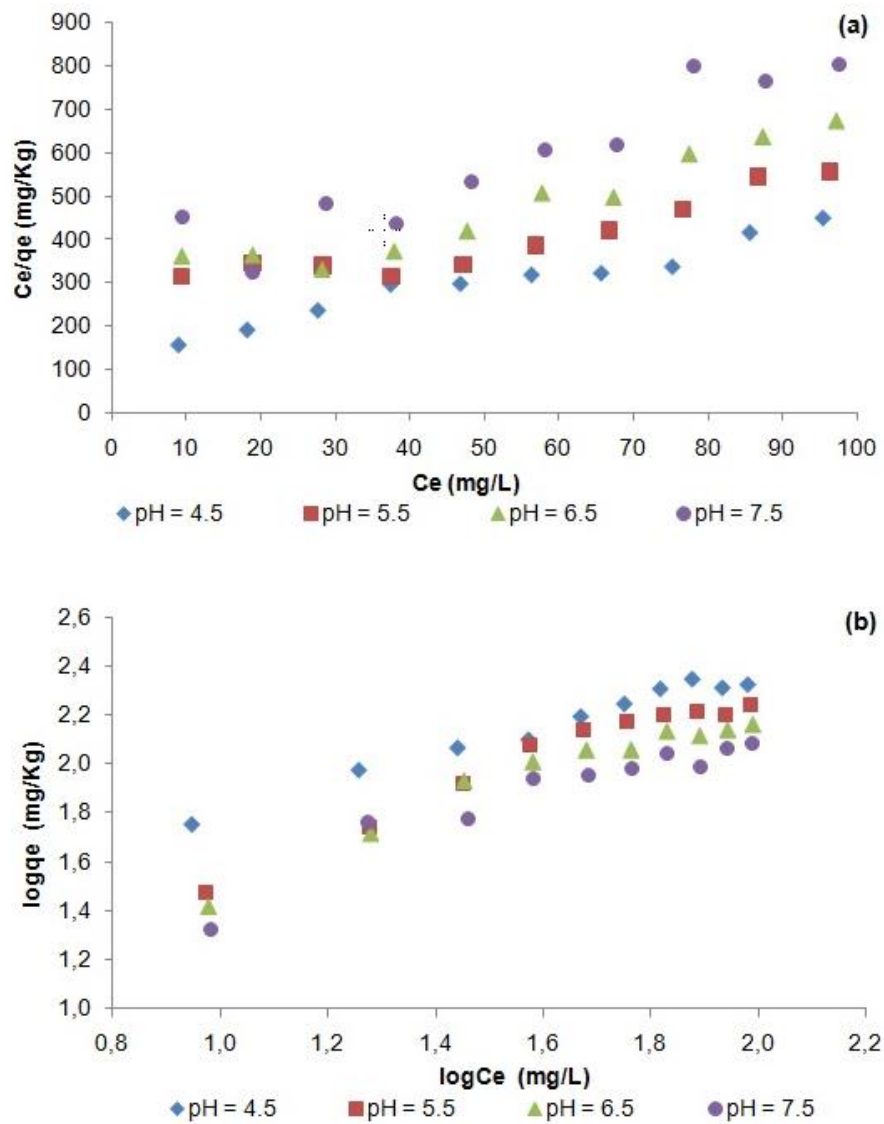 (a)
Ce/qe (mg/Kg)
900
800
700
600
500
400
300
200
100
0
0 10 20 30 40 50 60 70 80 90 100
Ce (mg/L)
pH = 4.5 pH = 5.5 pH = 6.5 pH = 7.5
(b)
logqe (mg/Kg)
2,6
2,4
2,2
2,0
1,8
1,6
1,4
1,2
1,0
0,8 1,0 1,2 1,4 1,6 1,8 2,0 2,2
logCe (mg/L)
pH = 4.5 pH = 5.5 pH = 6.5 pH = 7.5